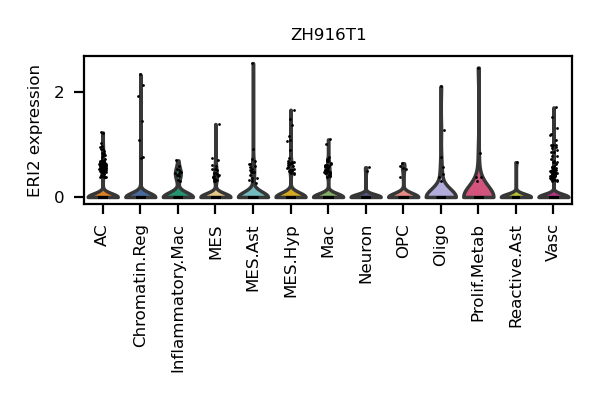 ZH916T1
ERI2 expression
2
0
AC
Chromatin.Reg
Inflammatory.Mac
MES
MES.Ast
MES.Hyp
Mac
Neuron
OPC
Oligo
Prolif.Metab
Reactive.Ast
Vasc